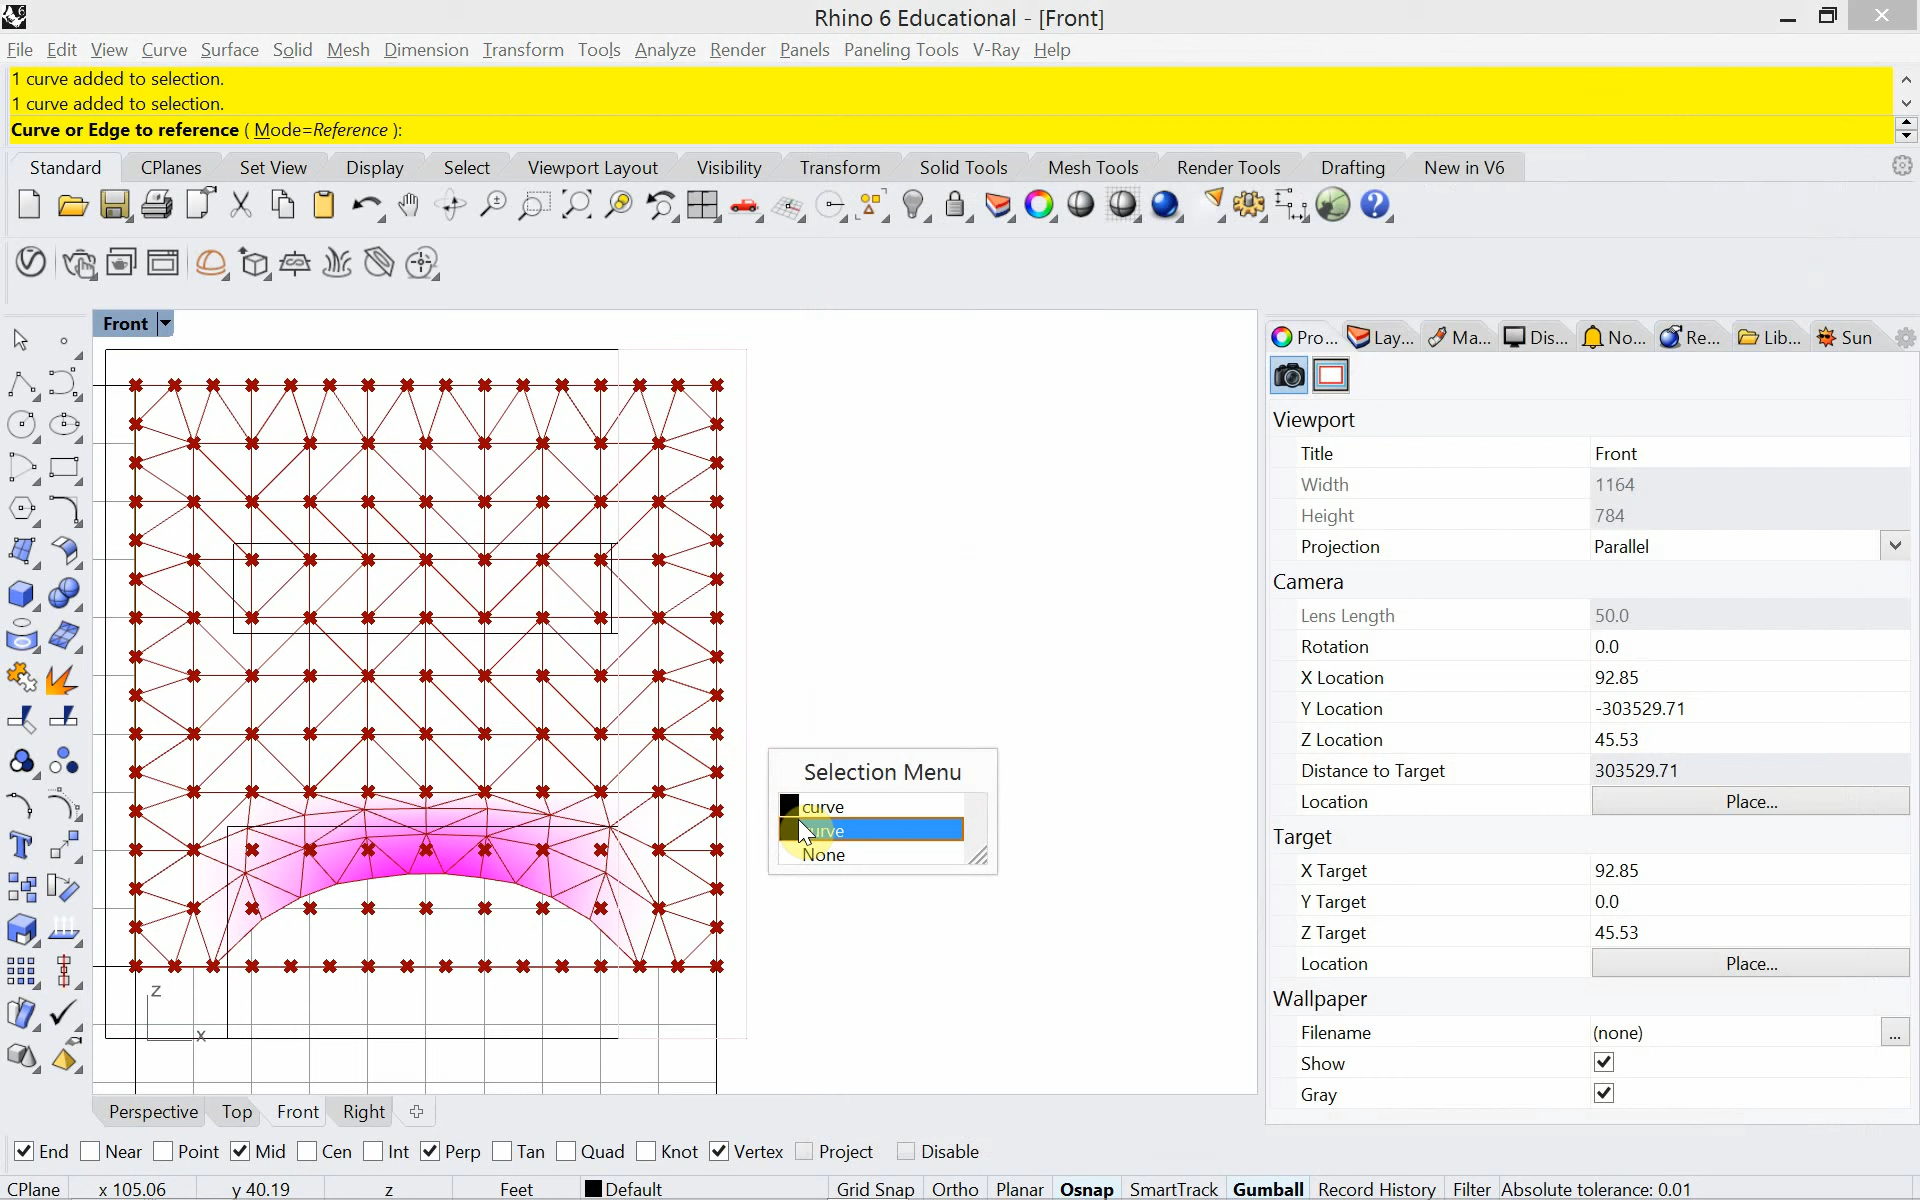 Rhino 6 Educational - [Front]
File Edit View Curve Surface Solid Mesh Dimension Transform Tools Analyze Render Panels Paneling Tools V-Ray Help
1 curve added to selection.
1 curve added to selection.
Curve or Edge to reference ( Mode=Reference ):
Standard CPlanes Set View Display Select Viewport Layout Visibility Transform Solid Tools Mesh Tools Render Tools Drafting New in V6
Front
Pro... Lay... Ma... Dis... No... Re... Lib... Sun
Viewport
Title Front
Width 1164
Height 784
Projection Parallel
Camera
Lens Length 50.0
Rotation 0.0
X Location 92.85
Y Location -303529.71
Z Location 45.53
Distance to Target 303529.71
Location Place...
Target
X Target 92.85
Y Target 0.0
Z Target 45.53
Location Place...
Wallpaper
Filename (none) ...
Show
Gray
Selection Menu
curve
curve
None
z
x
Perspective Top Front Right
End Near Point Mid Cen Int Perp Tan Quad Knot Vertex Project Disable
CPlane x 105.06 y 40.19 z Feet Default Grid Snap Ortho Planar Osnap SmartTrack Gumball Record History Filter Absolute tolerance: 0.01